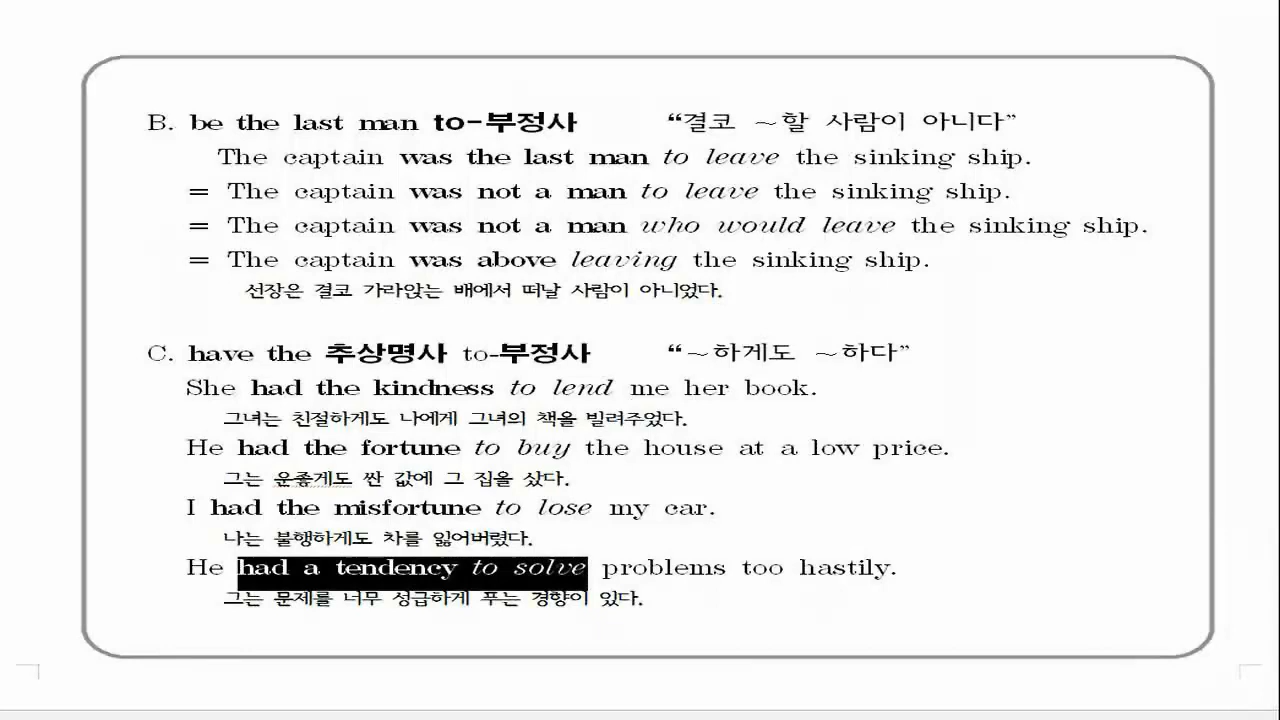 B. be the last man to-부정사 “결코 ~할 사람이 아니다”
The captain was the last man to leave the sinking ship.
= The captain was not a man to leave the sinking ship.
= The captain was not a man who would leave the sinking ship.
= The captain was above leaving the sinking ship.
선장은 결코 가라앉는 배에서 떠날 사람이 아니었다.
C. have the 추상명사 to-부정사 “~하게도 ~하다”
She had the kindness to lend me her book.
그녀는 친절하게도 나에게 그녀의 책을 빌려주었다.
He had the fortune to buy the house at a low price.
그는 운좋게도 싼 값에 그 집을 샀다.
I had the misfortune to lose my car.
나는 불행하게도 차를 잃어버렸다.
He had a tendency to solve problems too hastily.
그는 문제를 너무 성급하게 푸는 경향이 있다.